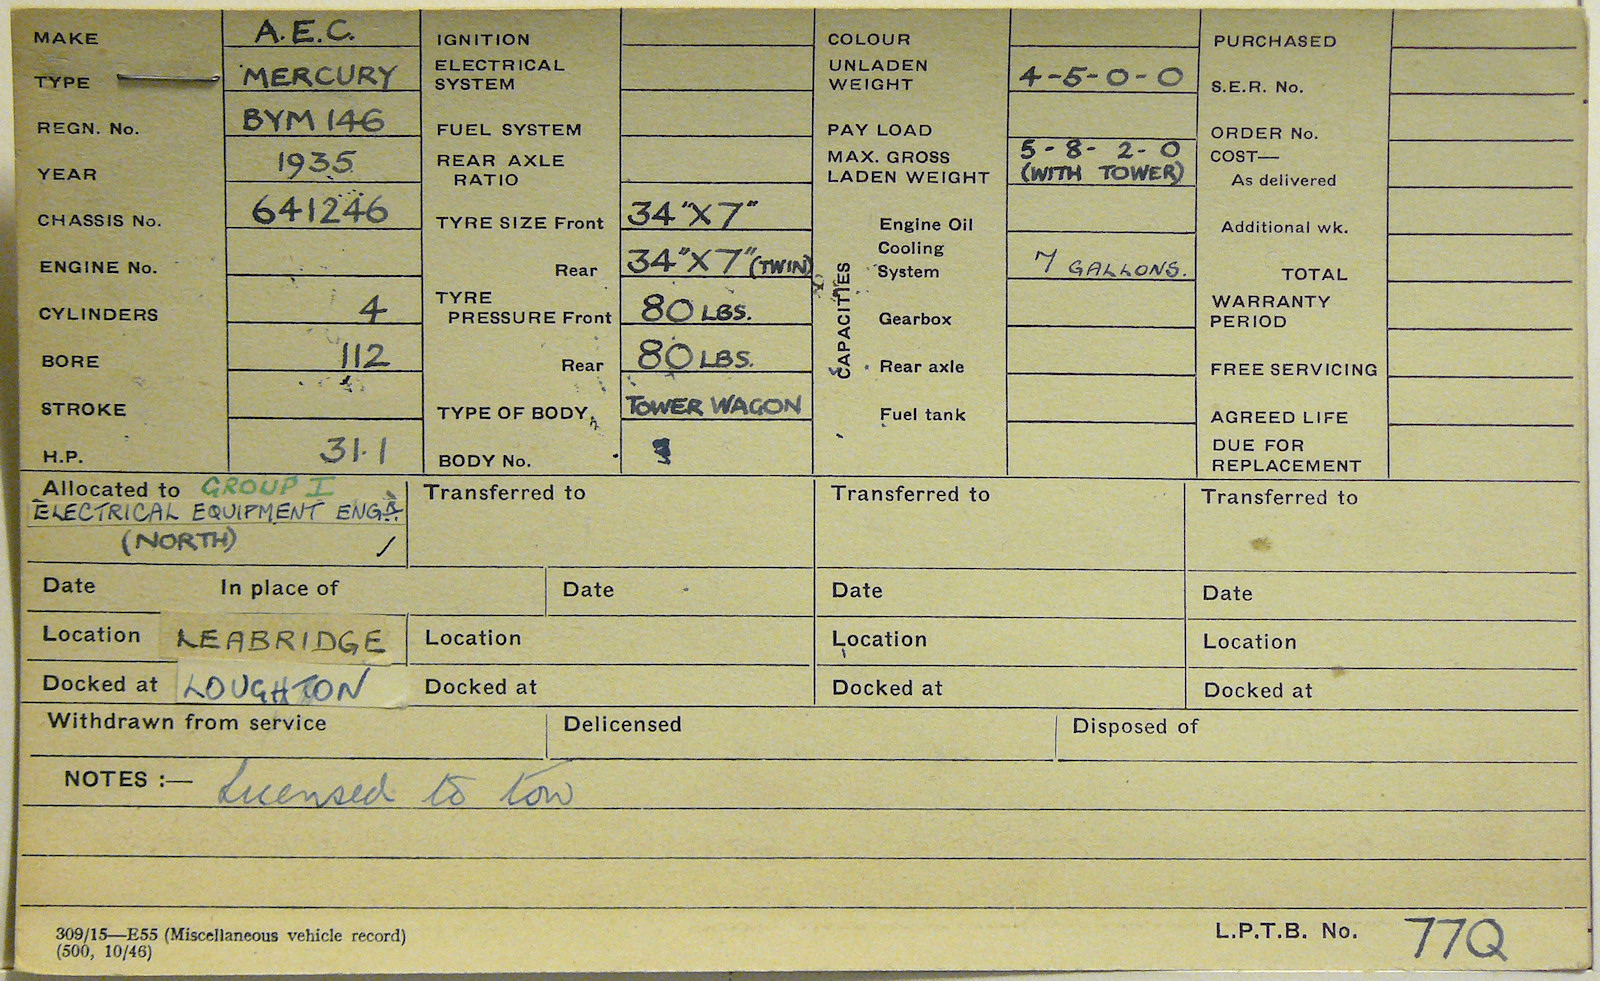 MAKE A.E.C.
TYPE MERCURY
REGN. No. BYM 146
YEAR 1935
CHASSIS No. 641246
ENGINE No.
CYLINDERS 4
BORE 112
STROKE
H.P. 31.1
IGNITION
ELECTRICAL
SYSTEM
FUEL SYSTEM
REAR AXLE
RATIO
TYRE SIZE Front 34"X7"
Rear 34"X7" (TWIN)
TYRE
PRESSURE Front 80 LBS.
Rear 80 LBS.
TYPE OF BODY TOWER WAGON
BODY No.
COLOUR
UNLADEN
WEIGHT 4-5-0-0
PAY LOAD
MAX. GROSS 5-8-2-0
LADEN WEIGHT (WITH TOWER)
CAPACITIES
Engine Oil
Cooling
System 7 GALLONS.
Gearbox
Rear axle
Fuel tank
PURCHASED
S.E.R. No.
ORDER No.
COST—
As delivered
Additional wk.
TOTAL
WARRANTY
PERIOD
FREE SERVICING
AGREED LIFE
DUE FOR
REPLACEMENT
Allocated to GROUP I
ELECTRICAL EQUIPMENT ENGR.
(NORTH)
Transferred to
Transferred to
Transferred to
Date In place of Date Date Date
Location LEABRIDGE Location Location Location
Docked at LOUGHTON Docked at Docked at Docked at
Withdrawn from service Delicensed Disposed of
NOTES :— Licensed to tow
309/15—E55 (Miscellaneous vehicle record)
(500, 10/46)
L.P.T.B. No. 77Q